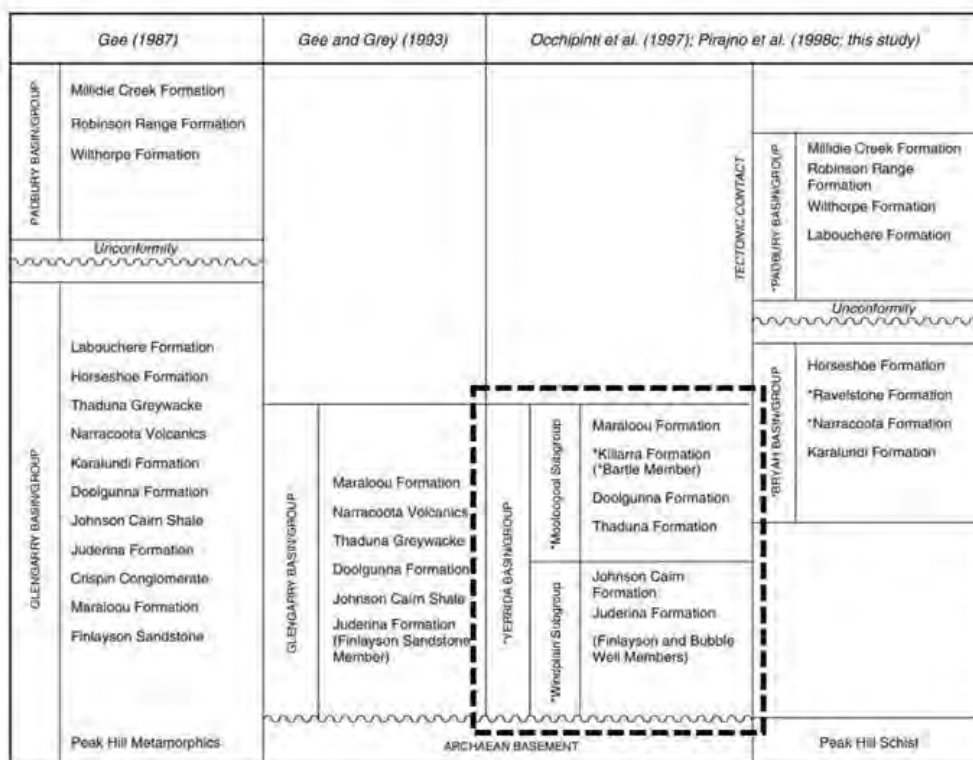 Gee (1987)
Gee and Grey (1993)
Occhipinti et al. (1997); Pirajno et al. (1998c; this study)
PADBURY BASIN/GROUP
Millidie Creek Formation
Robinson Range Formation
Wilthorpe Formation
Unconformity
GLENGARRY BASIN/GROUP
Labouchere Formation
Horseshoe Formation
Thaduna Greywacke
Narracoota Volcanics
Karalundi Formation
Doolgunna Formation
Johnson Cairn Shale
Juderina Formation
Crispin Conglomerate
Maraloou Formation
Finlayson Sandstone
Peak Hill Metamorphics
GLENGARRY BASIN/GROUP
Maraloou Formation
Narracoota Volcanics
Thaduna Greywacke
Doolgunna Formation
Johnson Cairn Shale
Juderina Formation
(Finlayson Sandstone
Member)
*YERRIDA BASIN/GROUP
*Mooloogool Subgroup
Maraloou Formation
*Killarra Formation
(*Bartle Member)
Doolgunna Formation
Thaduna Formation
*Windplain Subgroup
Johnson Cairn
Formation
Juderina Formation
(Finlayson and Bubble
Well Members)
ARCHAEAN BASEMENT
TECTONIC CONTACT
*PADBURY BASIN/GROUP
Millidie Creek Formation
Robinson Range
Formation
Wilthorpe Formation
Labouchere Formation
Unconformity
*BRYAH BASIN/GROUP
Horseshoe Formation
*Ravelstone Formation
*Narracoota Formation
Karalundi Formation
Peak Hill Schist